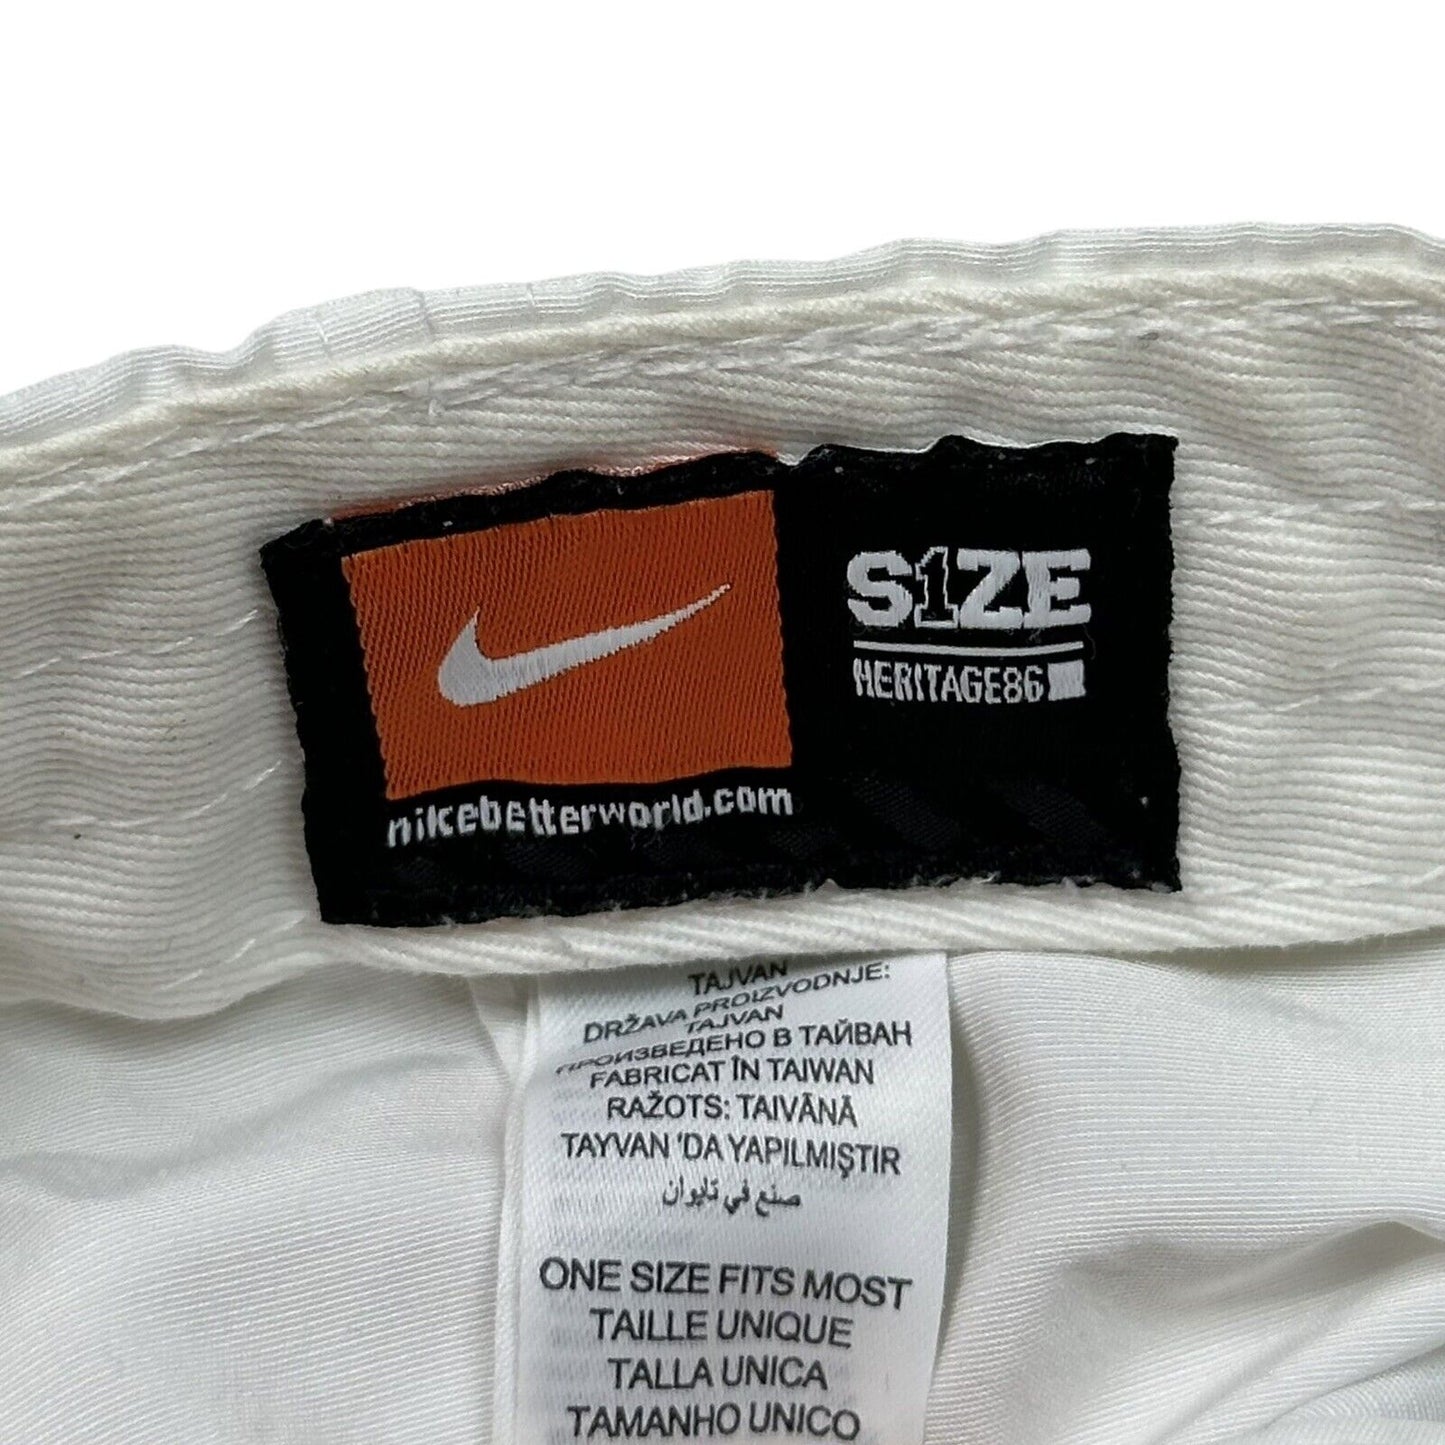 S1ZE
HERITAGE86
nikebetterworld.com
TAJVAN
DRŽAVA PROIZVODNJE:
TAJVAN
ПРОИЗВЕДЕНО В ТАЙВАН
FABRICAT ÎN TAIWAN
RAŽOTS: TAIVĀNĀ
TAYVAN 'DA YAPILMIŞTIR
صنع في تايوان
ONE SIZE FITS MOST
TAILLE UNIQUE
TALLA UNICA
TAMANHO UNICO